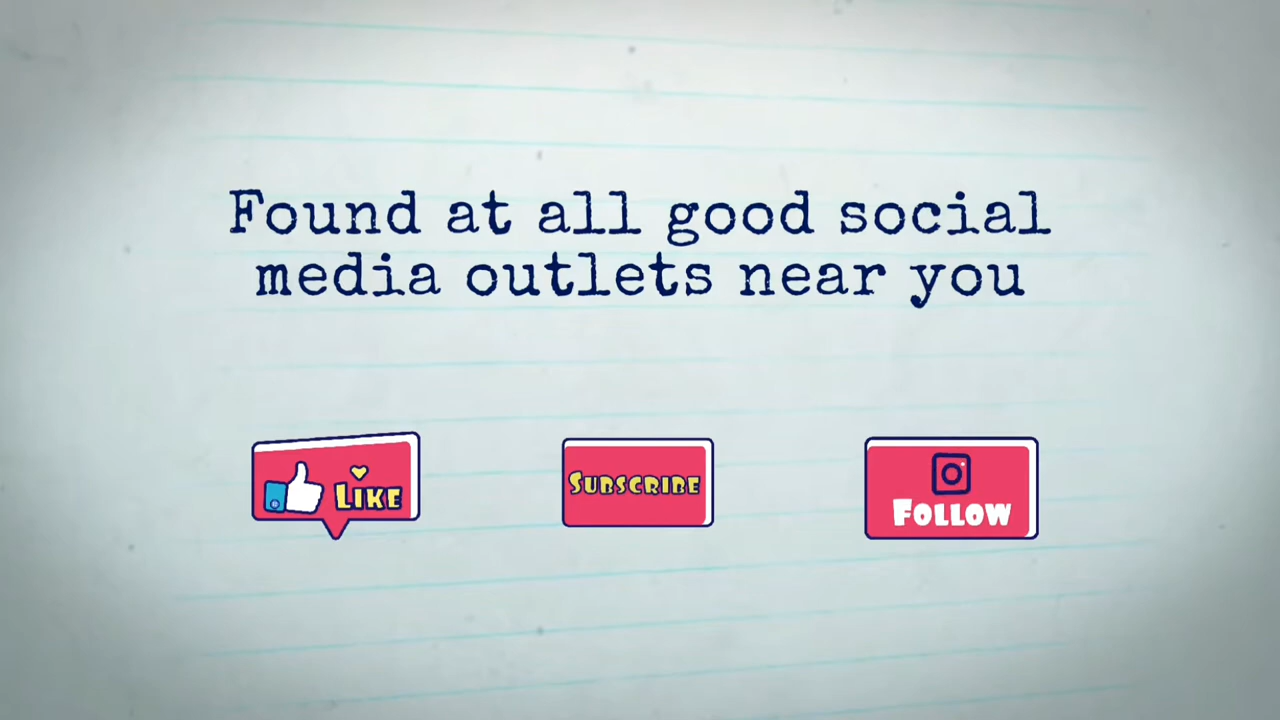 Found at all good social
media outlets near you
LIKE
SUBSCRIBE
FOLLOW